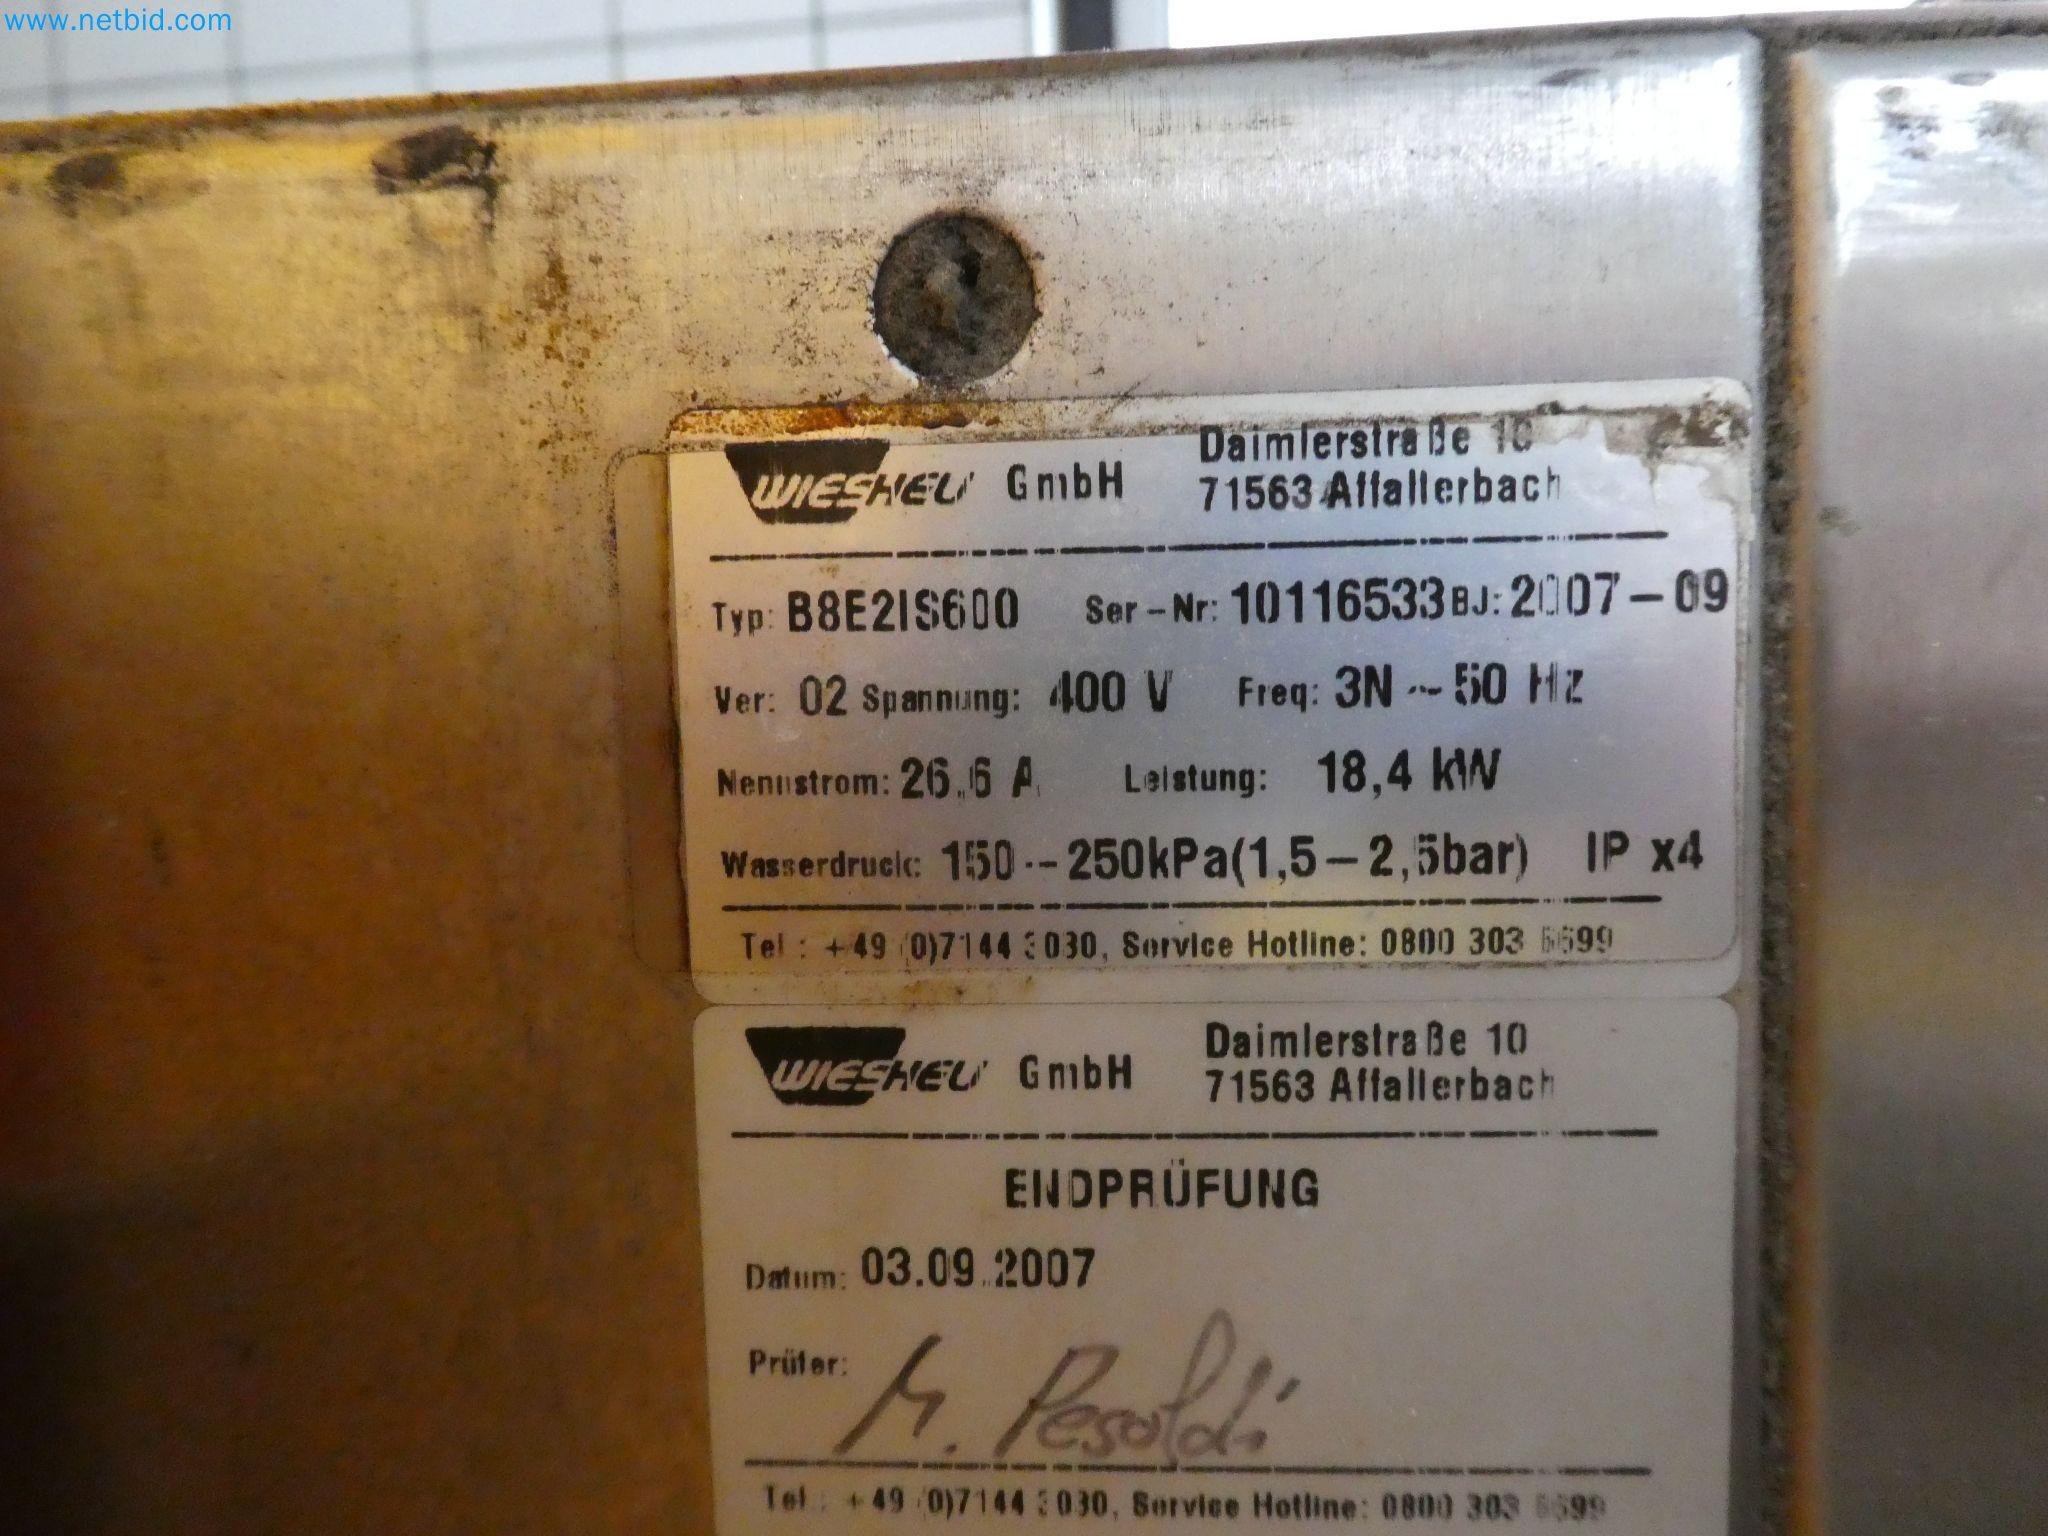 www.netbid.com
WIESHEU GmbH Daimlerstraße 10
71563 Affalterbach
Typ: B8E2IS600 Ser-Nr: 10116533 BJ: 2007-09
Ver: 02 Spannung: 400 V Freq: 3N ~ 50 Hz
Nennstrom: 26,6 A Leistung: 18,4 kW
Wasserdruck: 150 - 250kPa(1,5 - 2,5bar) IP x4
Tel.: +49 (0)7144 3030, Service Hotline: 0800 303
WIESHEU GmbH Daimlerstraße 10
71563 Affalterbach
ENDPRÜFUNG
Datum: 03.09.2007
Prüfer: M.
Tel.: +49 (0)7144 3030, Service Hotline: 0800 303